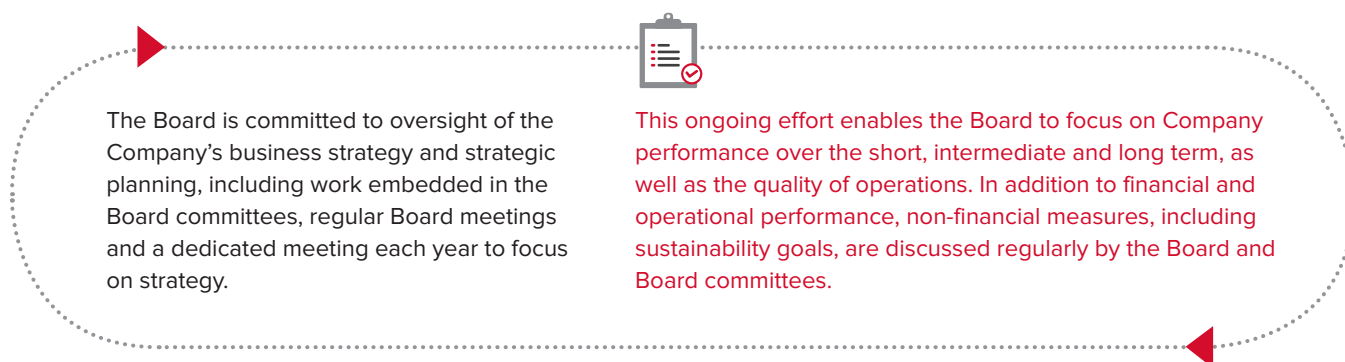 The Board is committed to oversight of the
Company’s business strategy and strategic
planning, including work embedded in the
Board committees, regular Board meetings
and a dedicated meeting each year to focus
on strategy.
This ongoing effort enables the Board to focus on Company
performance over the short, intermediate and long term, as
well as the quality of operations. In addition to financial and
operational performance, non-financial measures, including
sustainability goals, are discussed regularly by the Board and
Board committees.